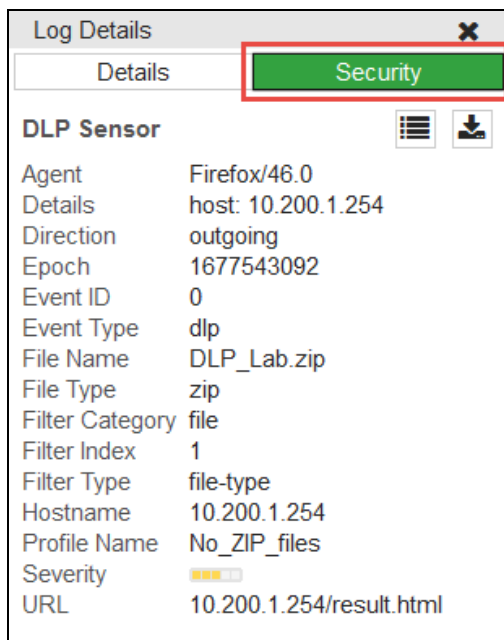 Log Details
Details Security
DLP Sensor
Agent Firefox/46.0
Details host: 10.200.1.254
Direction outgoing
Epoch 1677543092
Event ID 0
Event Type dlp
File Name DLP_Lab.zip
File Type zip
Filter Category file
Filter Index 1
Filter Type file-type
Hostname 10.200.1.254
Profile Name No_ZIP_files
Severity
URL 10.200.1.254/result.html